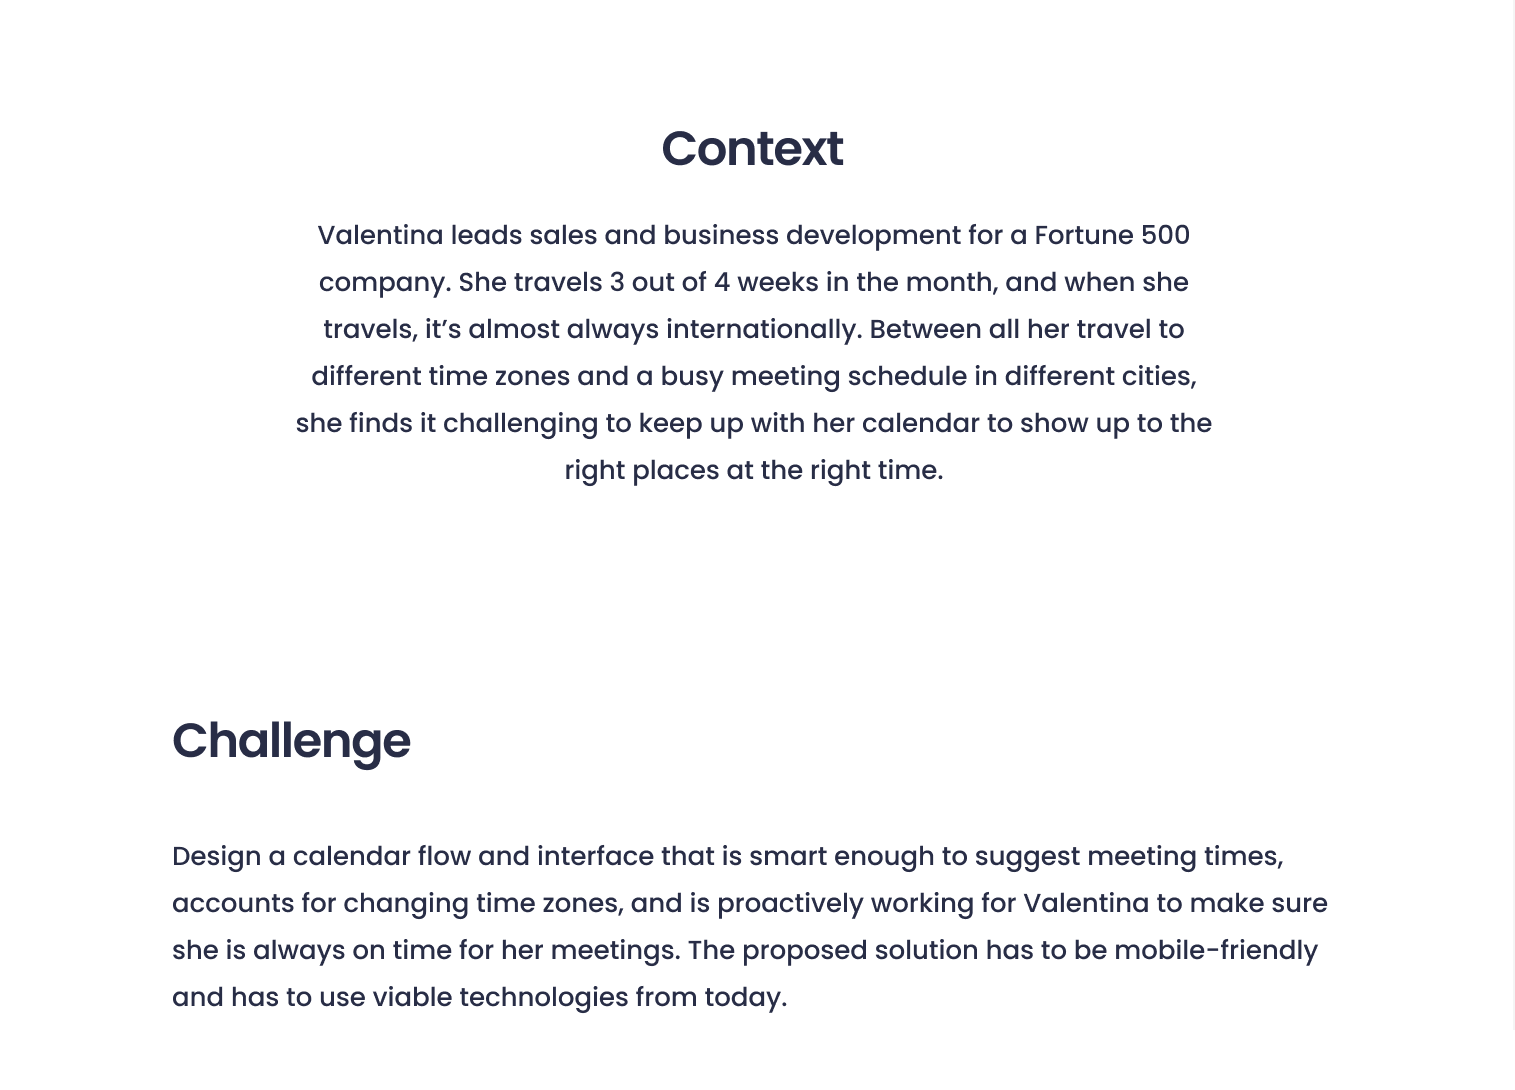 Context
Valentina leads sales and business development for a Fortune 500
company. She travels 3 out of 4 weeks in the month, and when she
travels, it’s almost always internationally. Between all her travel to
different time zones and a busy meeting schedule in different cities,
she finds it challenging to keep up with her calendar to show up to the
right places at the right time.
Challenge
Design a calendar flow and interface that is smart enough to suggest meeting times,
accounts for changing time zones, and is proactively working for Valentina to make sure
she is always on time for her meetings. The proposed solution has to be mobile-friendly
and has to use viable technologies from today.